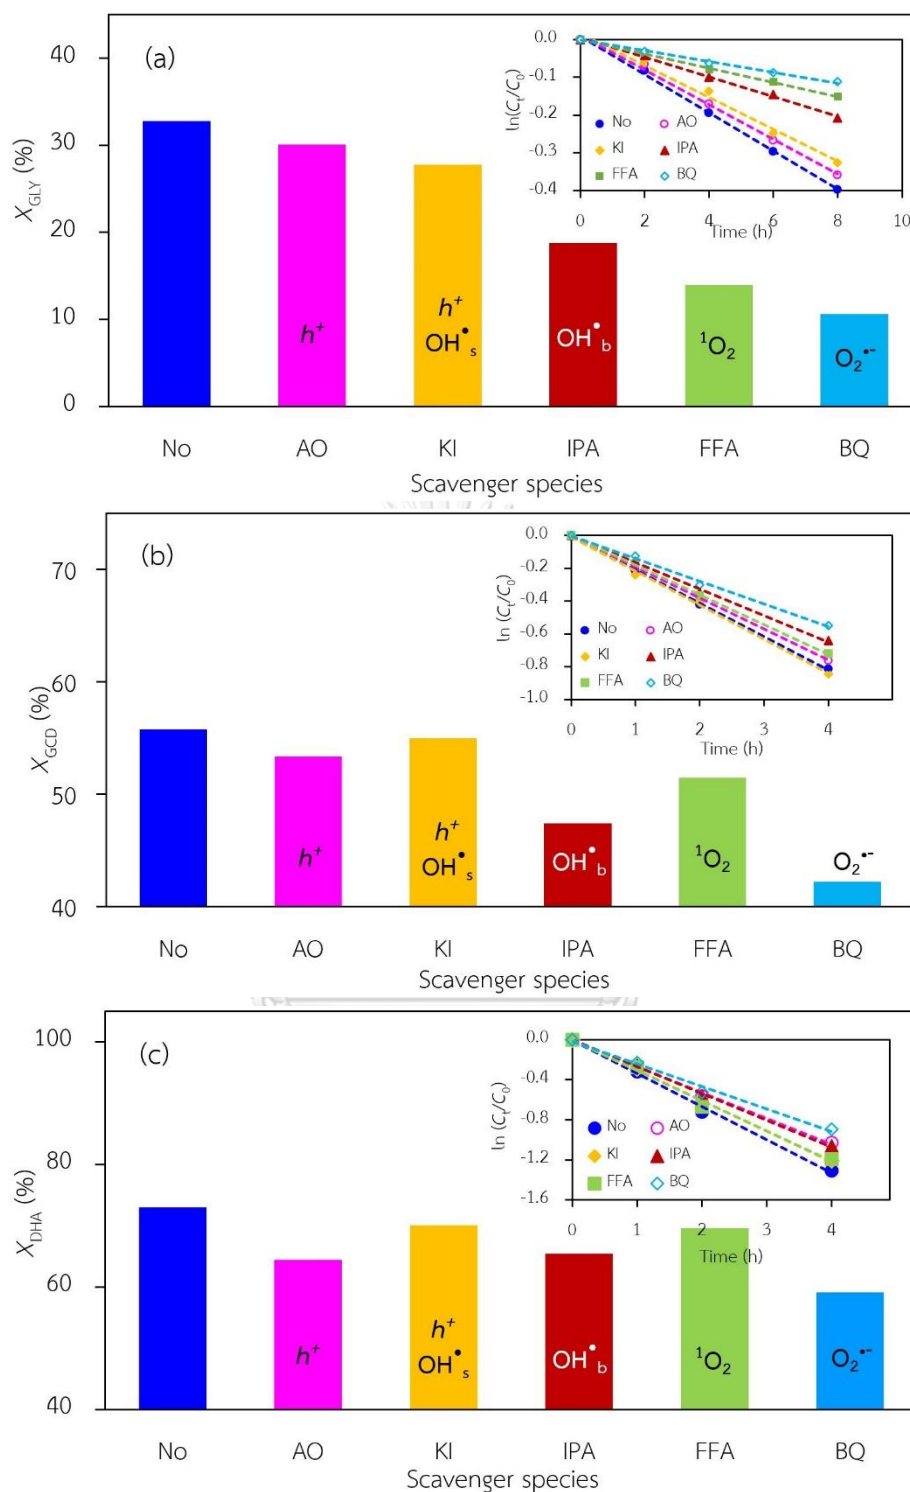 (a)
X_GLY (%)
40
30
20
10
0
h⁺
h⁺
OH•s
OH•b
¹O₂
O₂•⁻
No AO KI IPA FFA BQ
Scavenger species
ln(Cₜ/C₀)
0.0
-0.1
-0.2
-0.3
-0.4
No AO
KI IPA
FFA BQ
0 2 4 6 8 10
Time (h)
(b)
X_GCD (%)
70
60
50
40
h⁺
h⁺
OH•s
OH•b
¹O₂
O₂•⁻
No AO KI IPA FFA BQ
Scavenger species
ln (Cₜ/C₀)
0.0
-0.2
-0.4
-0.6
-0.8
-1.0
No AO
KI IPA
FFA BQ
0 1 2 3 4
Time (h)
(c)
X_DHA (%)
100
80
60
40
h⁺
h⁺
OH•s
OH•b
¹O₂
O₂•⁻
No AO KI IPA FFA BQ
Scavenger species
ln (Cₜ/C₀)
0.0
-0.4
-0.8
-1.2
-1.6
No AO
KI IPA
FFA BQ
0 1 2 3 4
Time (h)